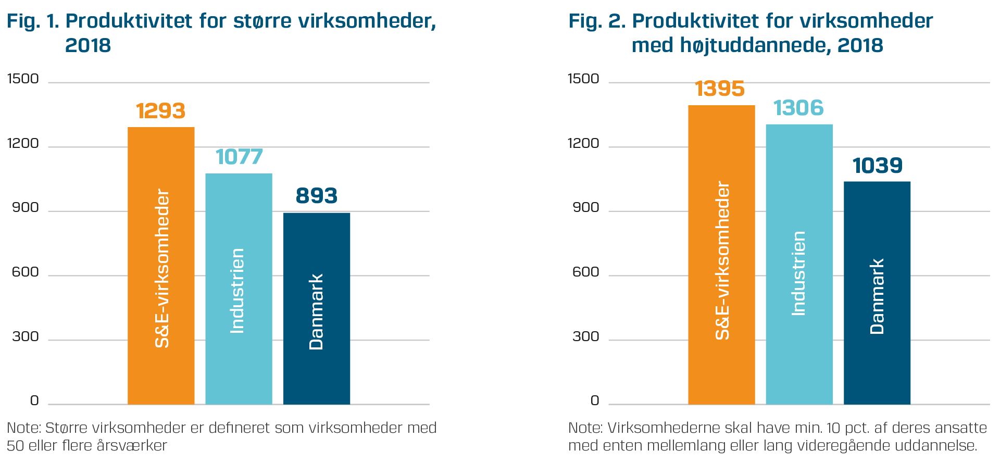 Fig. 1. Produktivitet for større virksomheder,
2018
1500
1200
900
600
300
0
1293
1077
893
S&E-virksomheder
Industrien
Danmark
Note: Større virksomheder er defineret som virksomheder med
50 eller flere årsværker
Fig. 2. Produktivitet for virksomheder
med højtuddannede, 2018
1500
1200
900
600
300
0
1395
1306
1039
S&E-virksomheder
Industrien
Danmark
Note: Virksomhederne skal have min. 10 pct. af deres ansatte
med enten mellemlang eller lang videregående uddannelse.